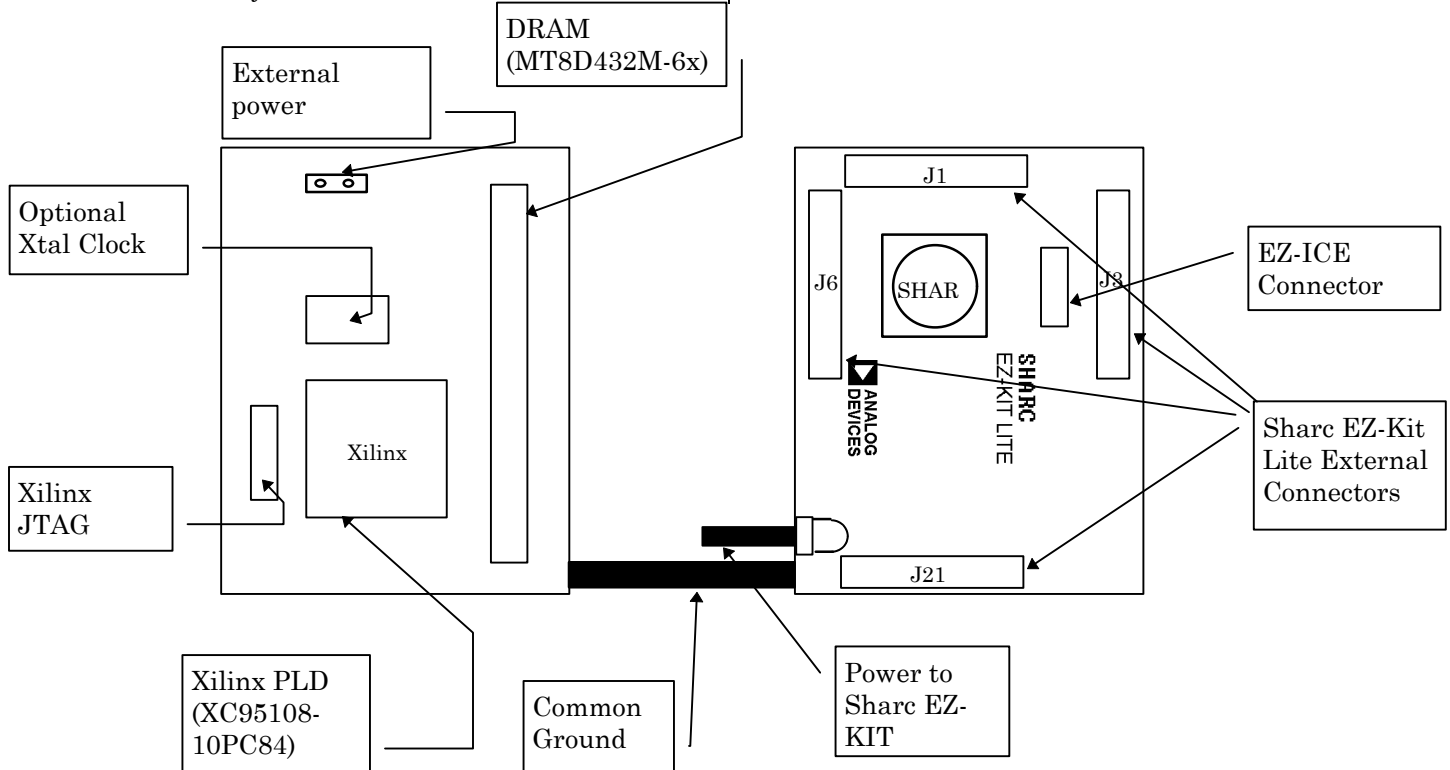 DRAM
(MT8D432M-6x)
External
power
Optional
Xtal Clock
Xilinx
JTAG
Xilinx
Xilinx PLD
(XC95108-
10PC84)
Common
Ground
Power to
Sharc EZ-
KIT
J1
J6
SHAR
J3
SHARC
EZ-KIT LITE
ANALOG
DEVICES
J21
EZ-ICE
Connector
Sharc EZ-Kit
Lite External
Connectors